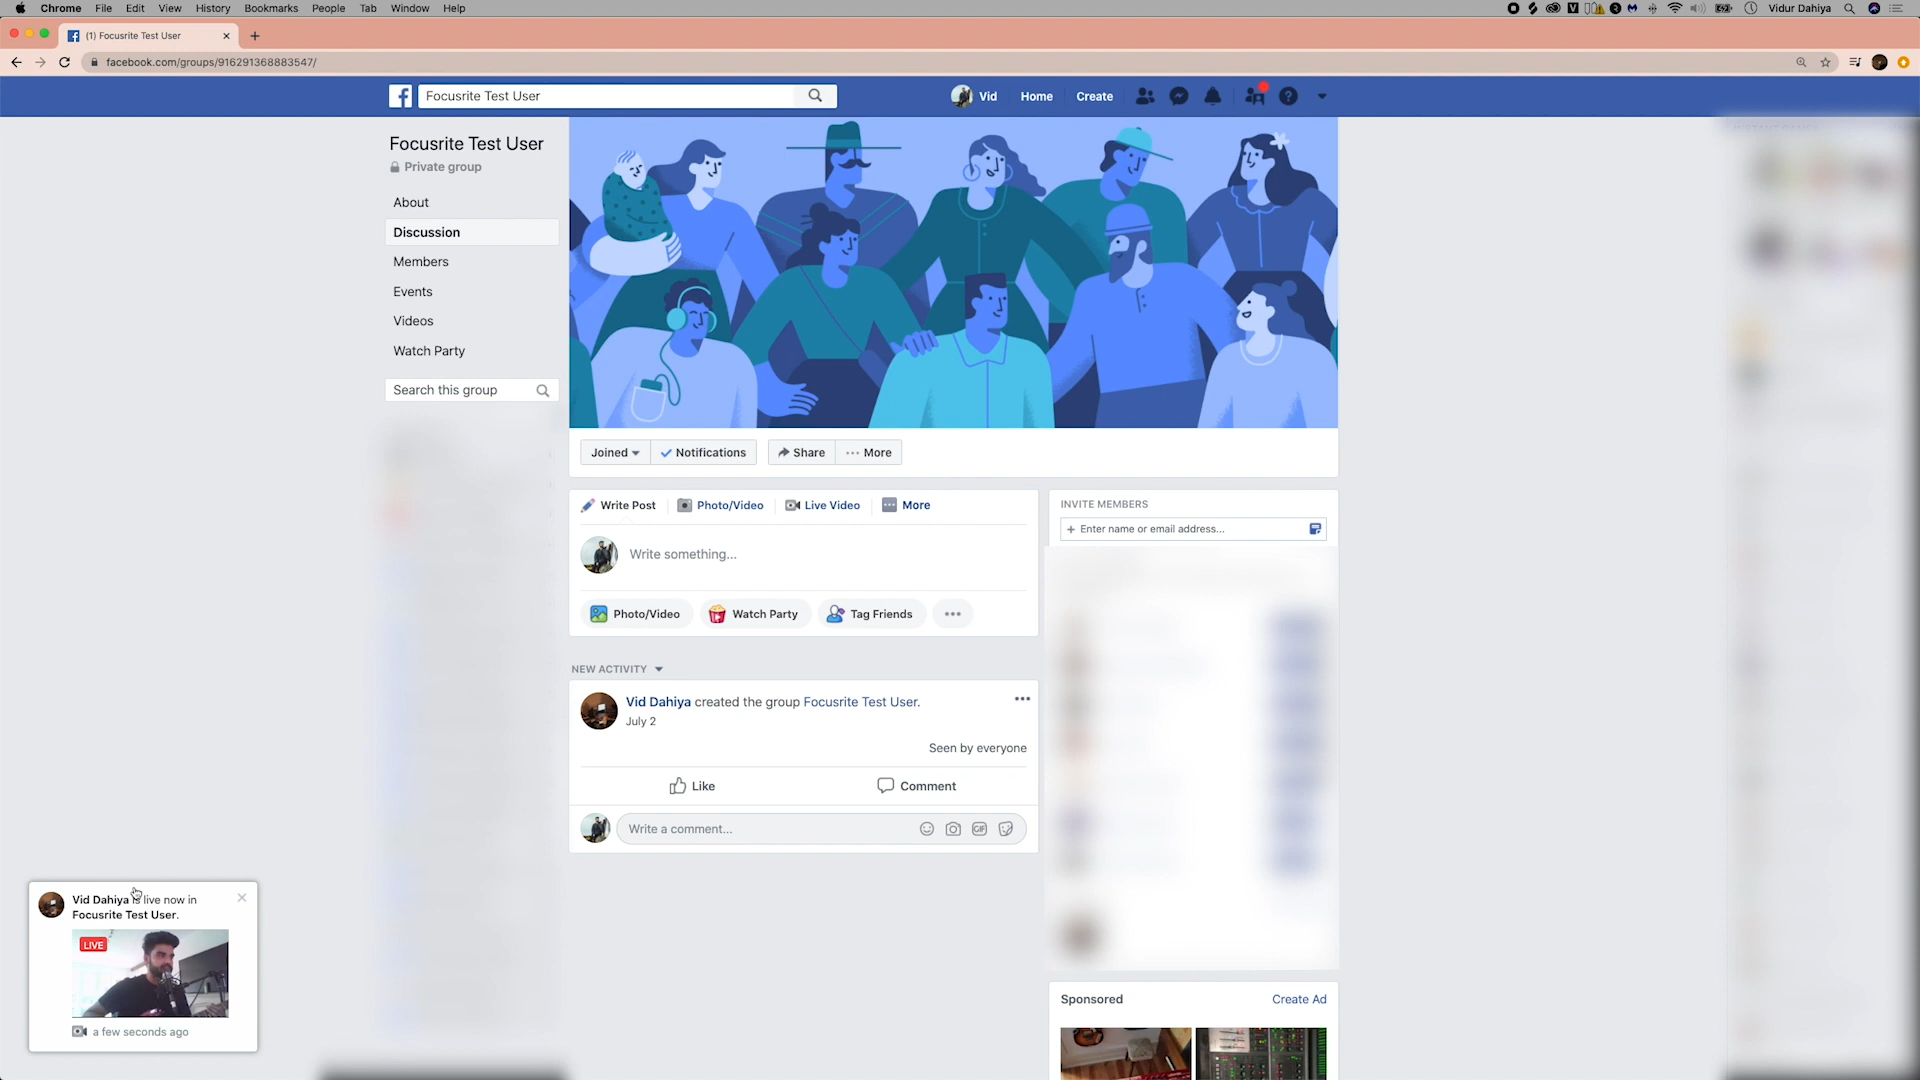 Chrome File Edit View History Bookmarks People Tab Window Help
Vidur Dahiya
(1) Focusrite Test User
facebook.com/groups/916291368883547/
Focusrite Test User
Vid Home Create
Focusrite Test User
Private group
About
Discussion
Members
Events
Videos
Watch Party
Search this group
Joined Notifications Share More
Write Post Photo/Video Live Video More
Write something...
Photo/Video Watch Party Tag Friends
INVITE MEMBERS
+ Enter name or email address...
NEW ACTIVITY
Vid Dahiya created the group Focusrite Test User.
July 2
Seen by everyone
Like Comment
Write a comment...
GIF
Vid Dahiya is live now in
Focusrite Test User.
LIVE
a few seconds ago
Sponsored Create Ad